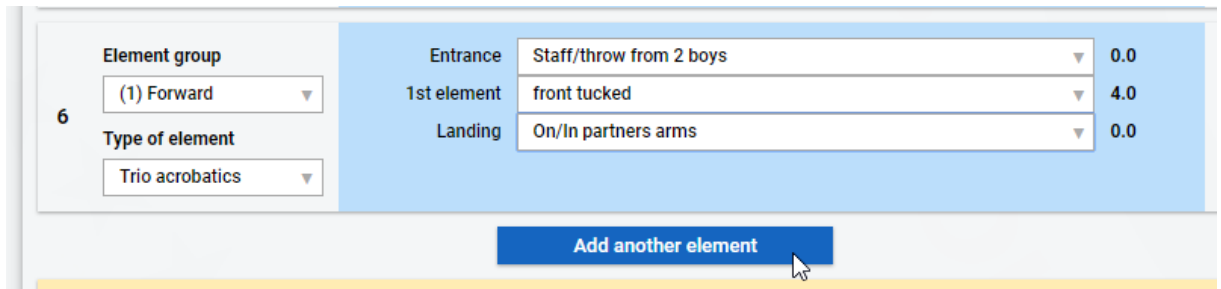 Element group
(1) Forward
6
Type of element
Trio acrobatics
Entrance Staff/throw from 2 boys 0.0
1st element front tucked 4.0
Landing On/In partners arms 0.0
Add another element